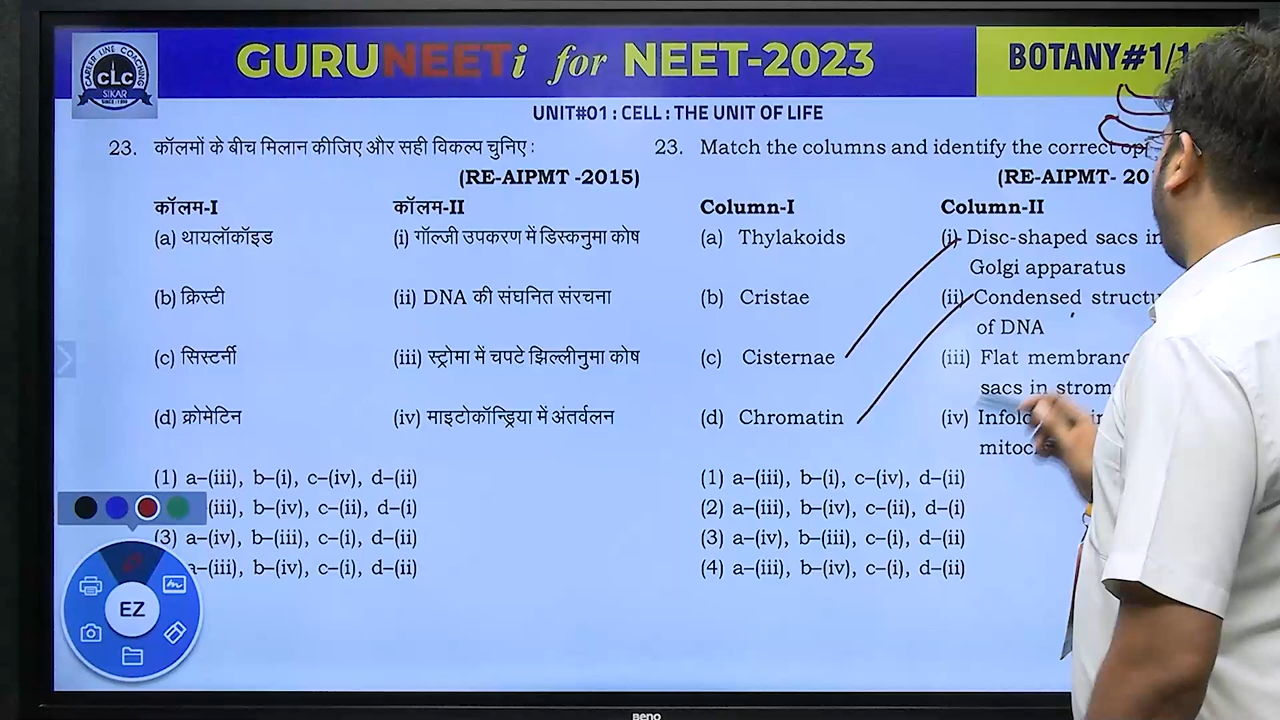 GURUNEETi for NEET-2023
BOTANY#1/1
CAREER LINE COACHING
CLC
SIKAR
SINCE : 1996
UNIT#01 : CELL : THE UNIT OF LIFE
23. कॉलमों के बीच मिलान कीजिए और सही विकल्प चुनिए :
(RE-AIPMT -2015)
कॉलम-I कॉलम-II
(a) थायलॉकॉइड (i) गॉल्जी उपकरण में डिस्कनुमा कोष
(b) क्रिस्टी (ii) DNA की संघनित संरचना
(c) सिस्टर्नी (iii) स्ट्रोमा में चपटे झिल्लीनुमा कोष
(d) क्रोमेटिन (iv) माइटोकॉन्ड्रिया में अंतर्वलन
(1) a–(iii), b–(i), c–(iv), d–(ii)
(iii), b–(iv), c–(ii), d–(i)
(3) a–(iv), b–(iii), c–(i), d–(ii)
a–(iii), b–(iv), c–(i), d–(ii)
23. Match the columns and identify the correct
(RE-AIPMT- 20
Column-I Column-II
(a) Thylakoids (i) Disc-shaped sacs in
Golgi apparatus
(b) Cristae (ii) Condensed
of DNA
(c) Cisternae (iii) Flat
sacs in
(d) Chromatin (iv)
(1) a–(iii), b–(i), c–(iv), d–(ii)
(2) a–(iii), b–(iv), c–(ii), d–(i)
(3) a–(iv), b–(iii), c–(i), d–(ii)
(4) a–(iii), b–(iv), c–(i), d–(ii)
EZ
BenQ